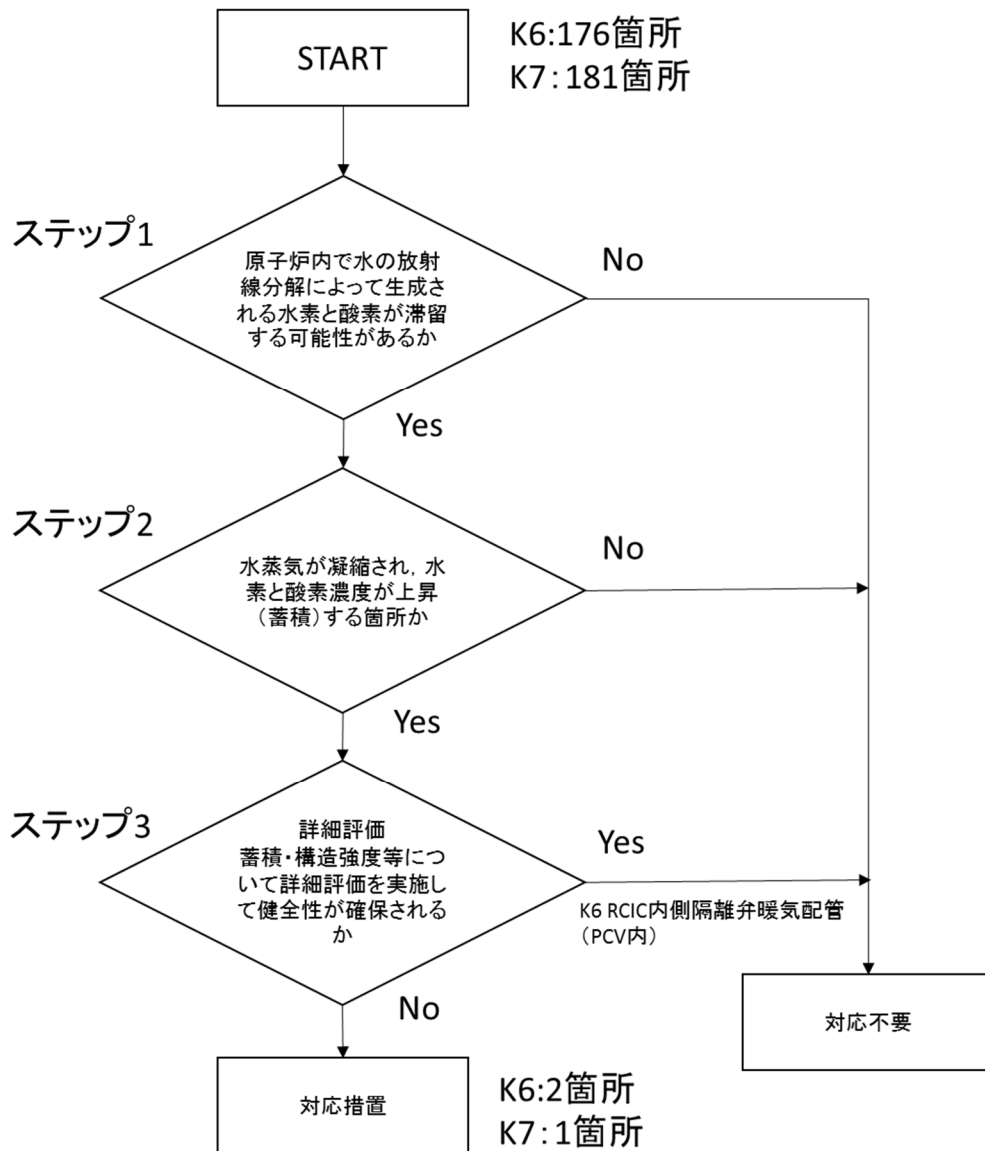 START
K6:176箇所
K7:181箇所
ステップ1
原子炉内で水の放射
線分解によって生成さ
れる水素と酸素が滞留
する可能性があるか
No
Yes
ステップ2
水蒸気が凝縮され，水
素と酸素濃度が上昇
（蓄積）する箇所か
No
Yes
ステップ3
詳細評価
蓄積・構造強度等につ
いて詳細評価を実施し
て健全性が確保される
か
Yes
K6 RCIC内側隔離弁暖気配管
（PCV内）
No
対応不要
対応措置
K6:2箇所
K7:1箇所